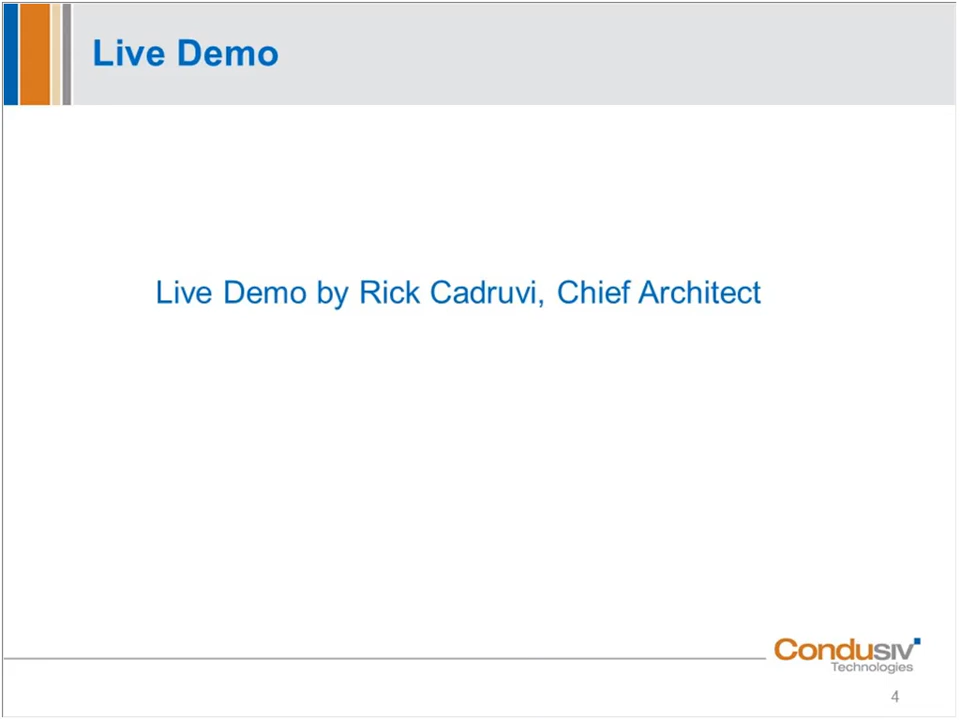 Live Demo
Live Demo by Rick Cadruvi, Chief Architect
Condusiv
Technologies
4